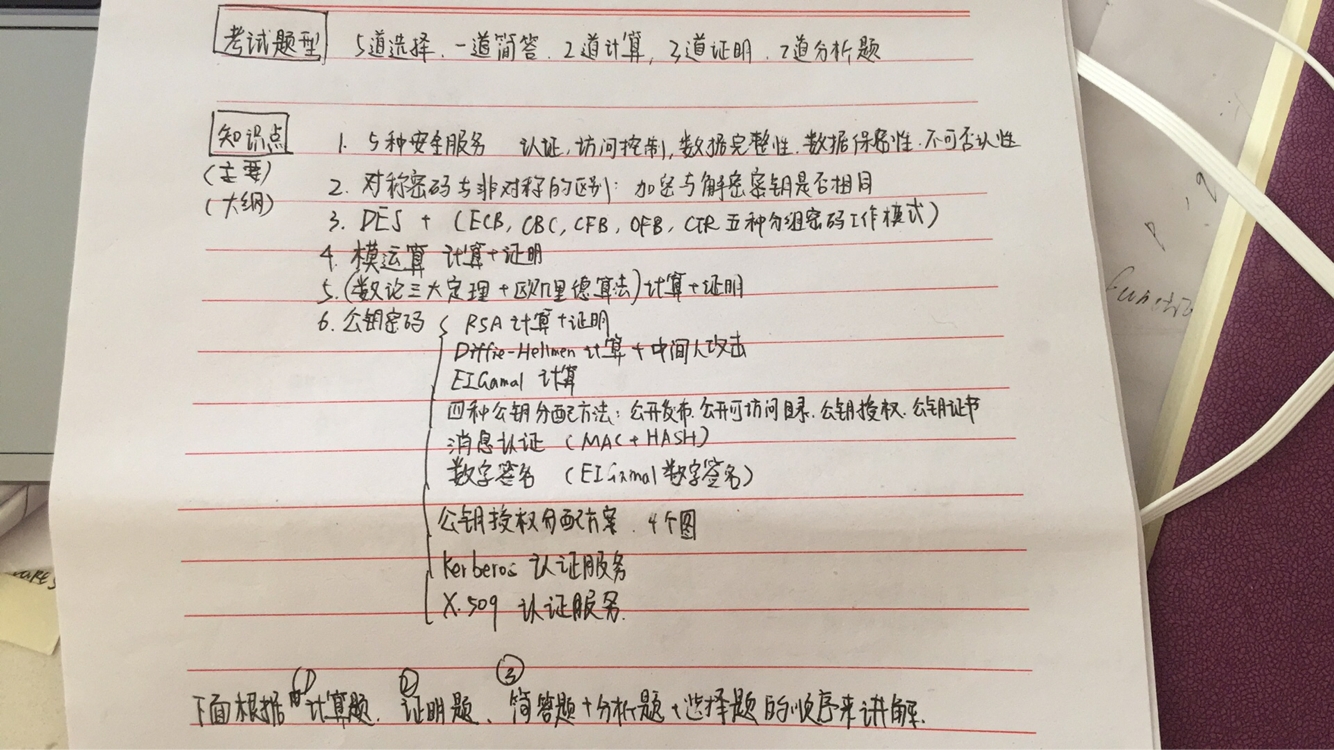 考试题型 5道选择、一道简答、2道计算, 3道证明、2道分析题
知识点 1. 5种安全服务 认证, 访问控制, 数据完整性, 数据保密性, 不可否认性
(主要)
(大纲)
2. 对称密码与非对称的区别: 加密与解密密钥是否相同
3. DES + (ECB, CBC, CFB, OFB, CTR 五种分组密码工作模式)
4. 模运算 计算+证明
5. (数论三大定理+欧几里德算法) 计算+证明
6. 公钥密码 { RSA 计算+证明
Diffie-Hellmen 计算+中间人攻击
ElGamal 计算
四种公钥分配方法: 公开发布, 公开可访问目录, 公钥授权, 公钥证书
消息认证 (MAC+HASH)
数字签名 (ElGamal数字签名)
公钥授权分配方案. 4个图
Kerberos 认证服务
X.509 认证服务.
下面根据 ①计算题、②证明题、③简答题+分析题+选择题的顺序来讲解.